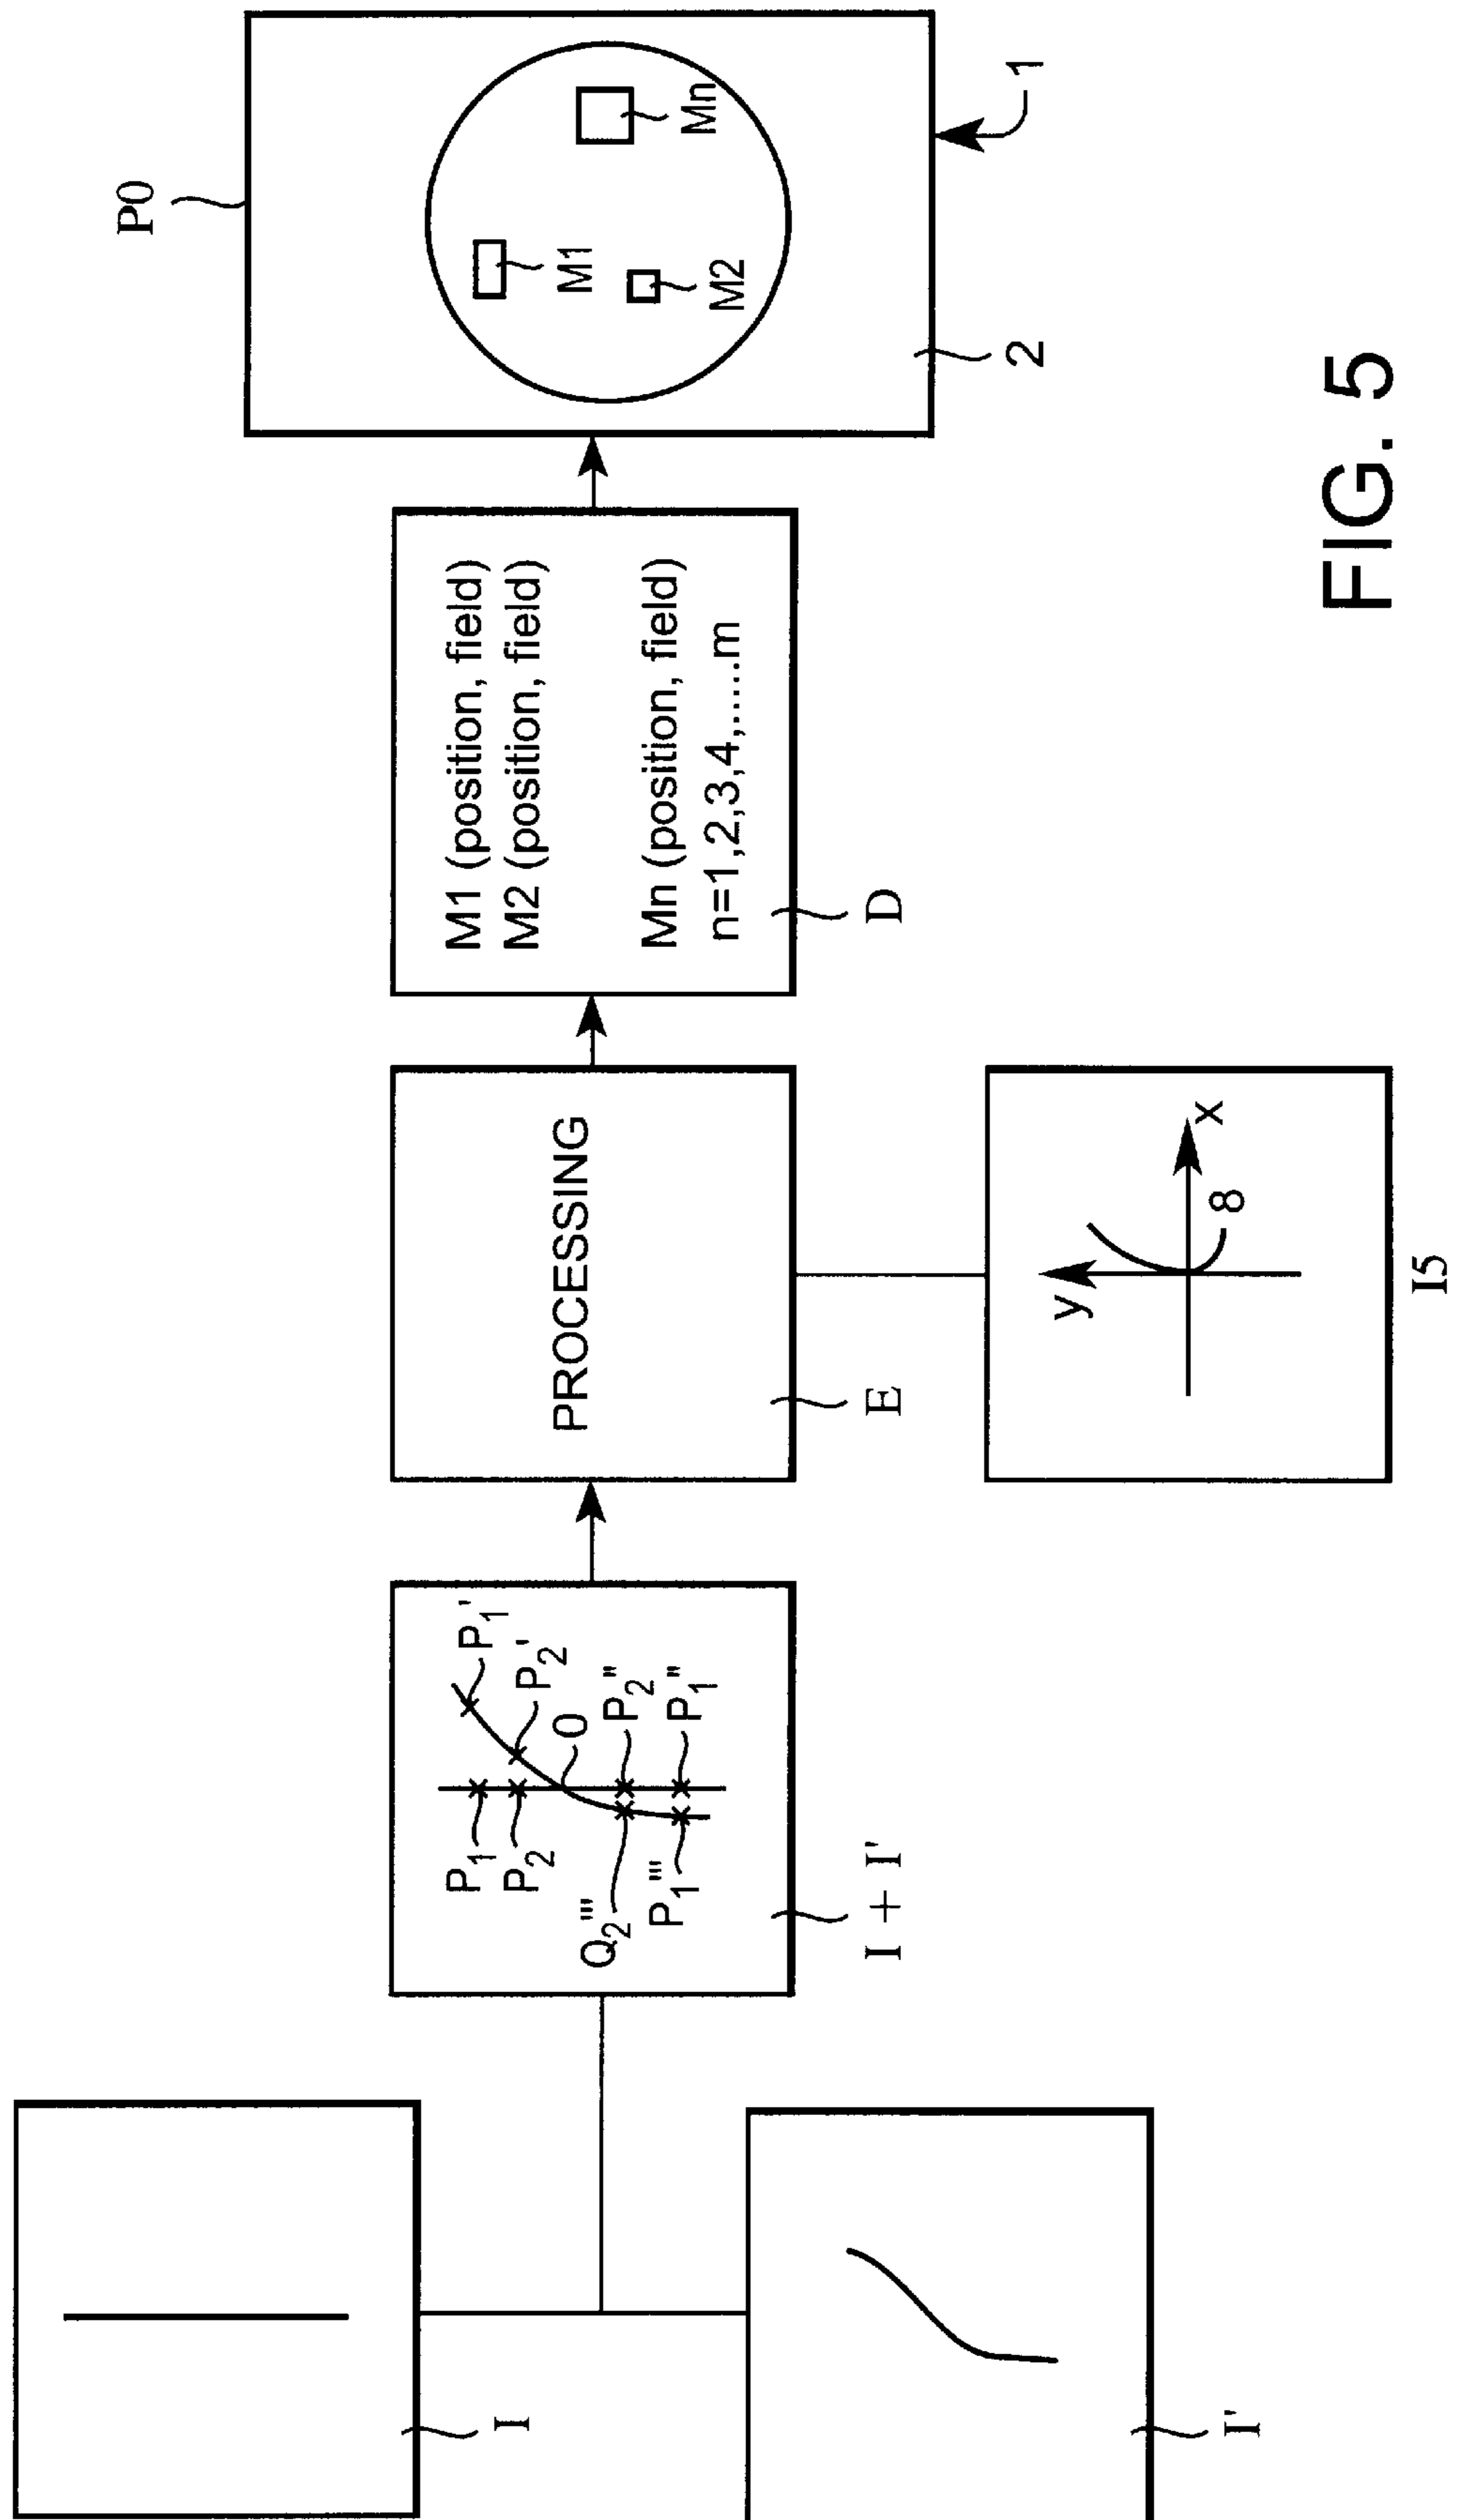 I
I'
P₁
P₂
Q₂'''
P₁'''
P₁'
P₂'
0
P₂''
P₁''
I + I'
PROCESSING
E
y
x
8
I5
M1 (position, field)
M2 (position, field)
Mn (position, field)
n=1,2,3,4,.....m
D
P0
M1
M2
Mn
2
1
FIG. 5